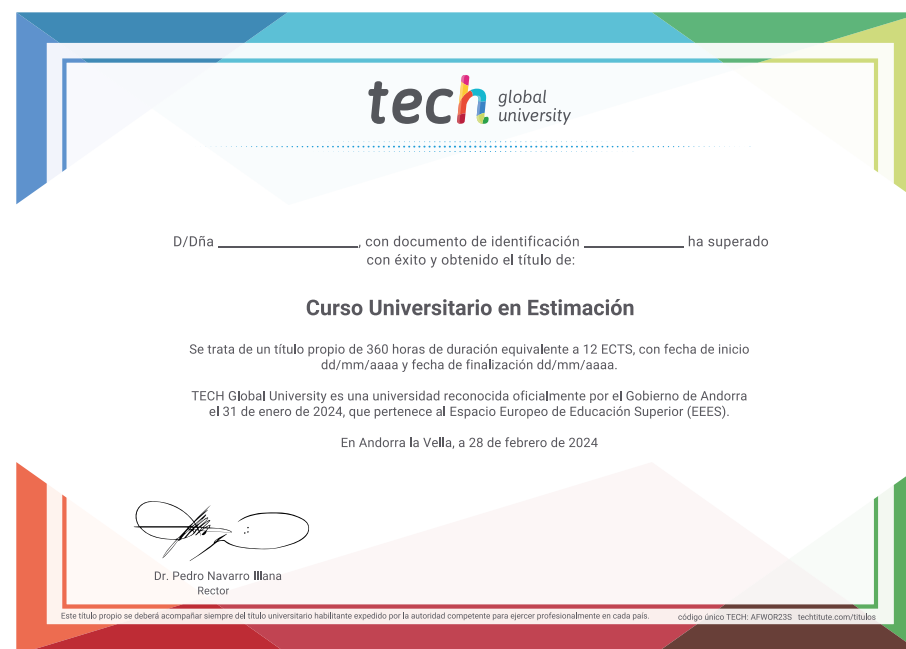 tech global
university
D/Dña ____________________, con documento de identificación ______________ ha superado
con éxito y obtenido el título de:
Curso Universitario en Estimación
Se trata de un título propio de 360 horas de duración equivalente a 12 ECTS, con fecha de inicio
dd/mm/aaaa y fecha de finalización dd/mm/aaaa.
TECH Global University es una universidad reconocida oficialmente por el Gobierno de Andorra
el 31 de enero de 2024, que pertenece al Espacio Europeo de Educación Superior (EEES).
En Andorra la Vella, a 28 de febrero de 2024
Dr. Pedro Navarro Illana
Rector
Este título propio se deberá acompañar siempre del título universitario habilitante expedido por la autoridad competente para ejercer profesionalmente en cada país. código único TECH: AFWOR23S techtitute.com/titulos